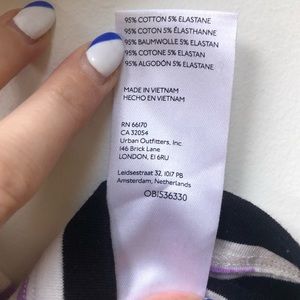 95% COTTON 5% ELASTANE
95% COTON 5% ÉLASTHANNE
95% BAUMWOLLE 5% ELASTAN
95% COTONE 5% ELASTAN
95% ALGODÓN 5% ELASTANE
MADE IN VIETNAM
HECHO EN VIETNAM
RN 66170
CA 32054
Urban Outfitters, Inc
146 Brick Lane
LONDON, E1 6RU
Leidsestraat 32, 1017 PB
Amsterdam, Netherlands
OBIS36330